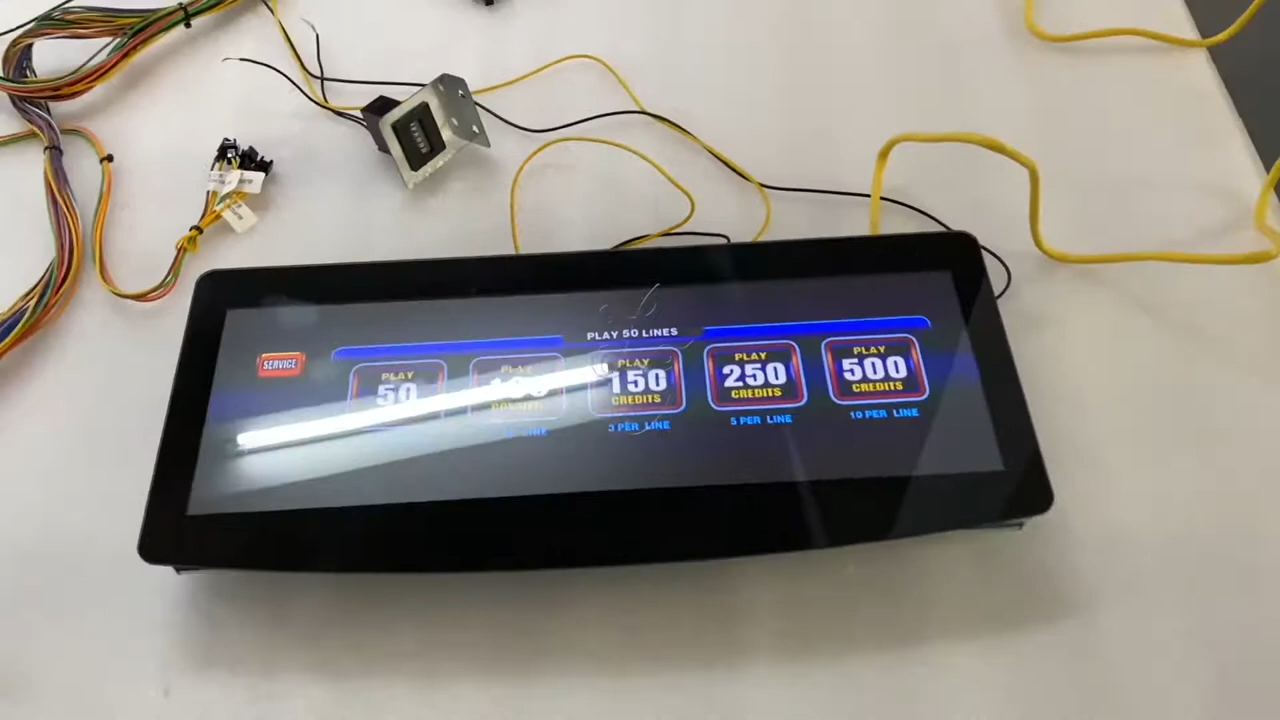 PLAY 50 LINES
SERVICE
PLAY
50
PLAY
PLAY
150
CREDITS
3 PER LINE
PLAY
250
CREDITS
5 PER LINE
PLAY
500
CREDITS
10 PER LINE